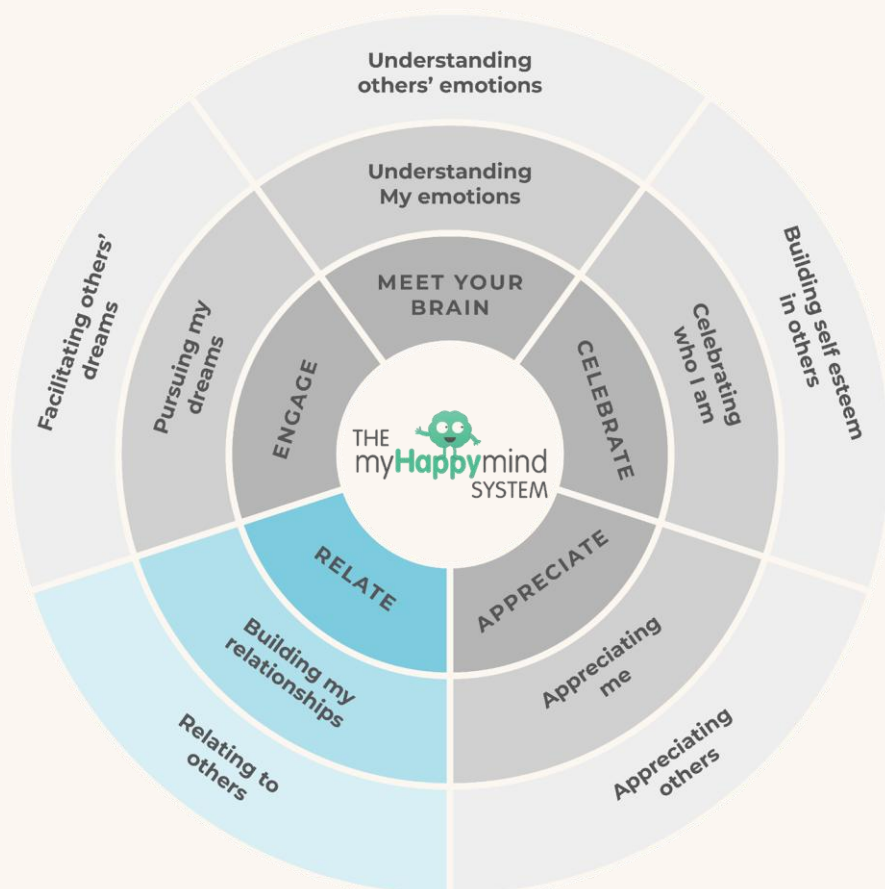 Understanding
others’ emotions
Understanding
My emotions
MEET YOUR
BRAIN
Building self esteem
in others
Celebrating
who I am
CELEBRATE
Appreciating
others
Appreciating
me
APPRECIATE
Relating to
others
Building my
relationships
RELATE
Facilitating others’
dreams
Pursuing my
dreams
ENGAGE
THE
myHappymind
SYSTEM